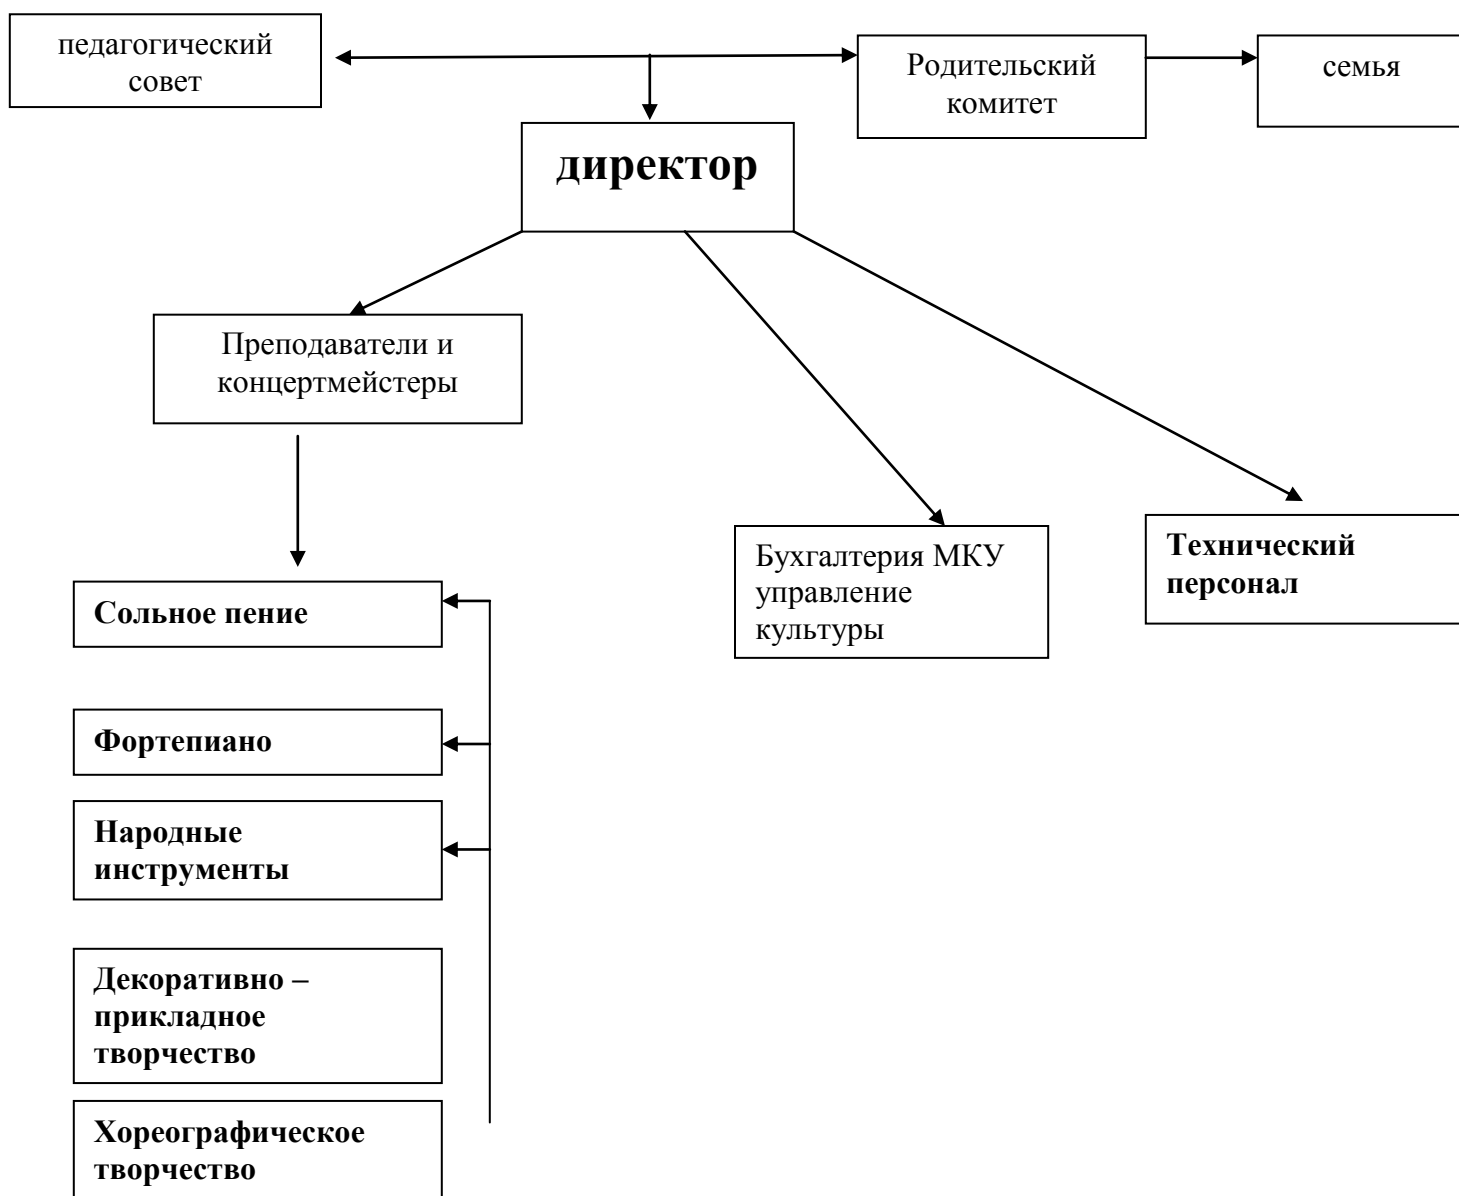 педагогический
совет
Родительский
комитет
семья
директор
Преподаватели и
концертмейстеры
Бухгалтерия МКУ
управление
культуры
Технический
персонал
Сольное пение
Фортепиано
Народные
инструменты
Декоративно –
прикладное
творчество
Хореографическое
творчество